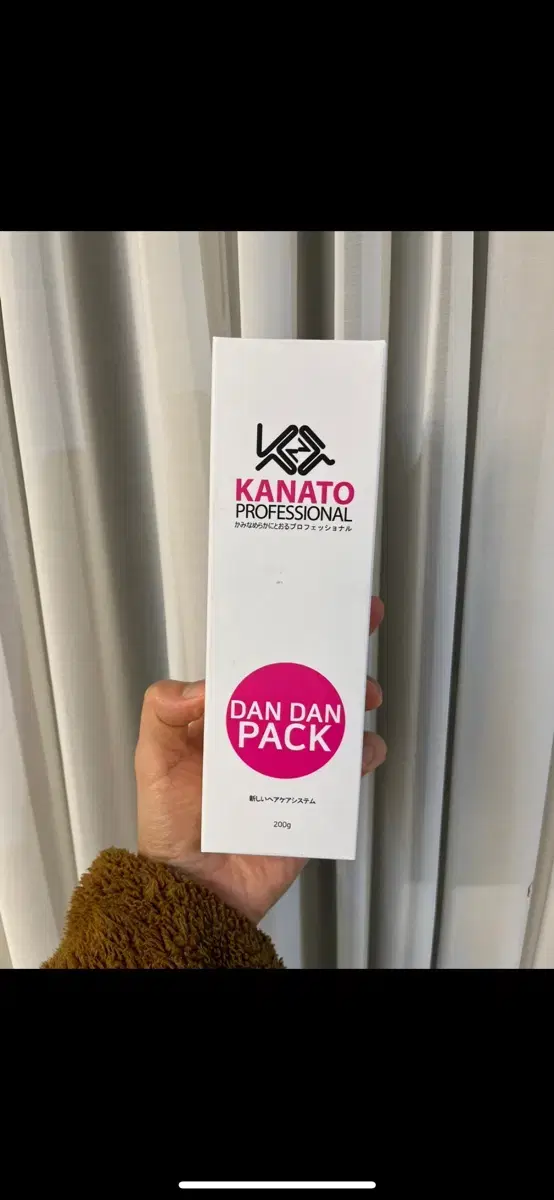 KANATO
PROFESSIONAL
かみなめらかにとおるプロフェッショナル
DAN DAN
PACK
新しいヘアケアシステム
200g